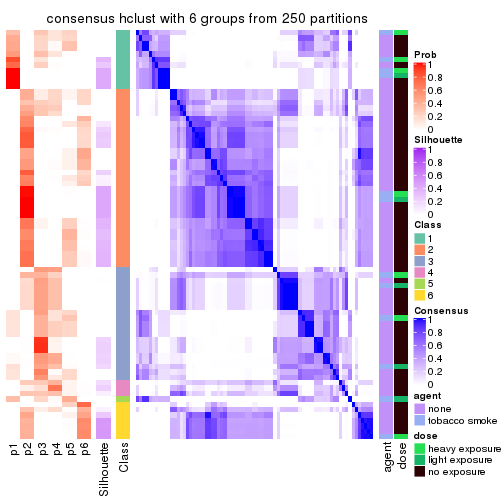 consensus hclust with 6 groups from 250 partitions
Prob
1
0.8
0.6
0.4
0.2
0
Silhouette
1
0.8
0.6
0.4
0.2
0
Class
1
2
3
4
5
6
Consensus
1
0.8
0.6
0.4
0.2
0
agent
none
tobacco smoke
dose
heavy exposure
light exposure
no exposure
p1
p2
p3
p4
p5
p6
Silhouette
Class
agent
dose